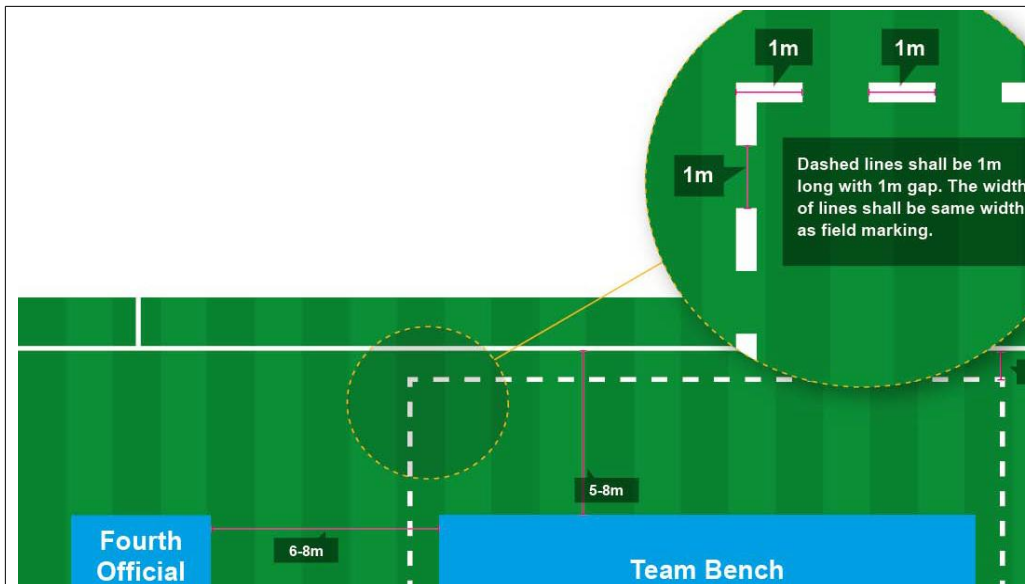 1m
1m
1m
Dashed lines shall be 1m
long with 1m gap. The width
of lines shall be same width
as field marking.
5-8m
6-8m
Fourth
Official
Team Bench